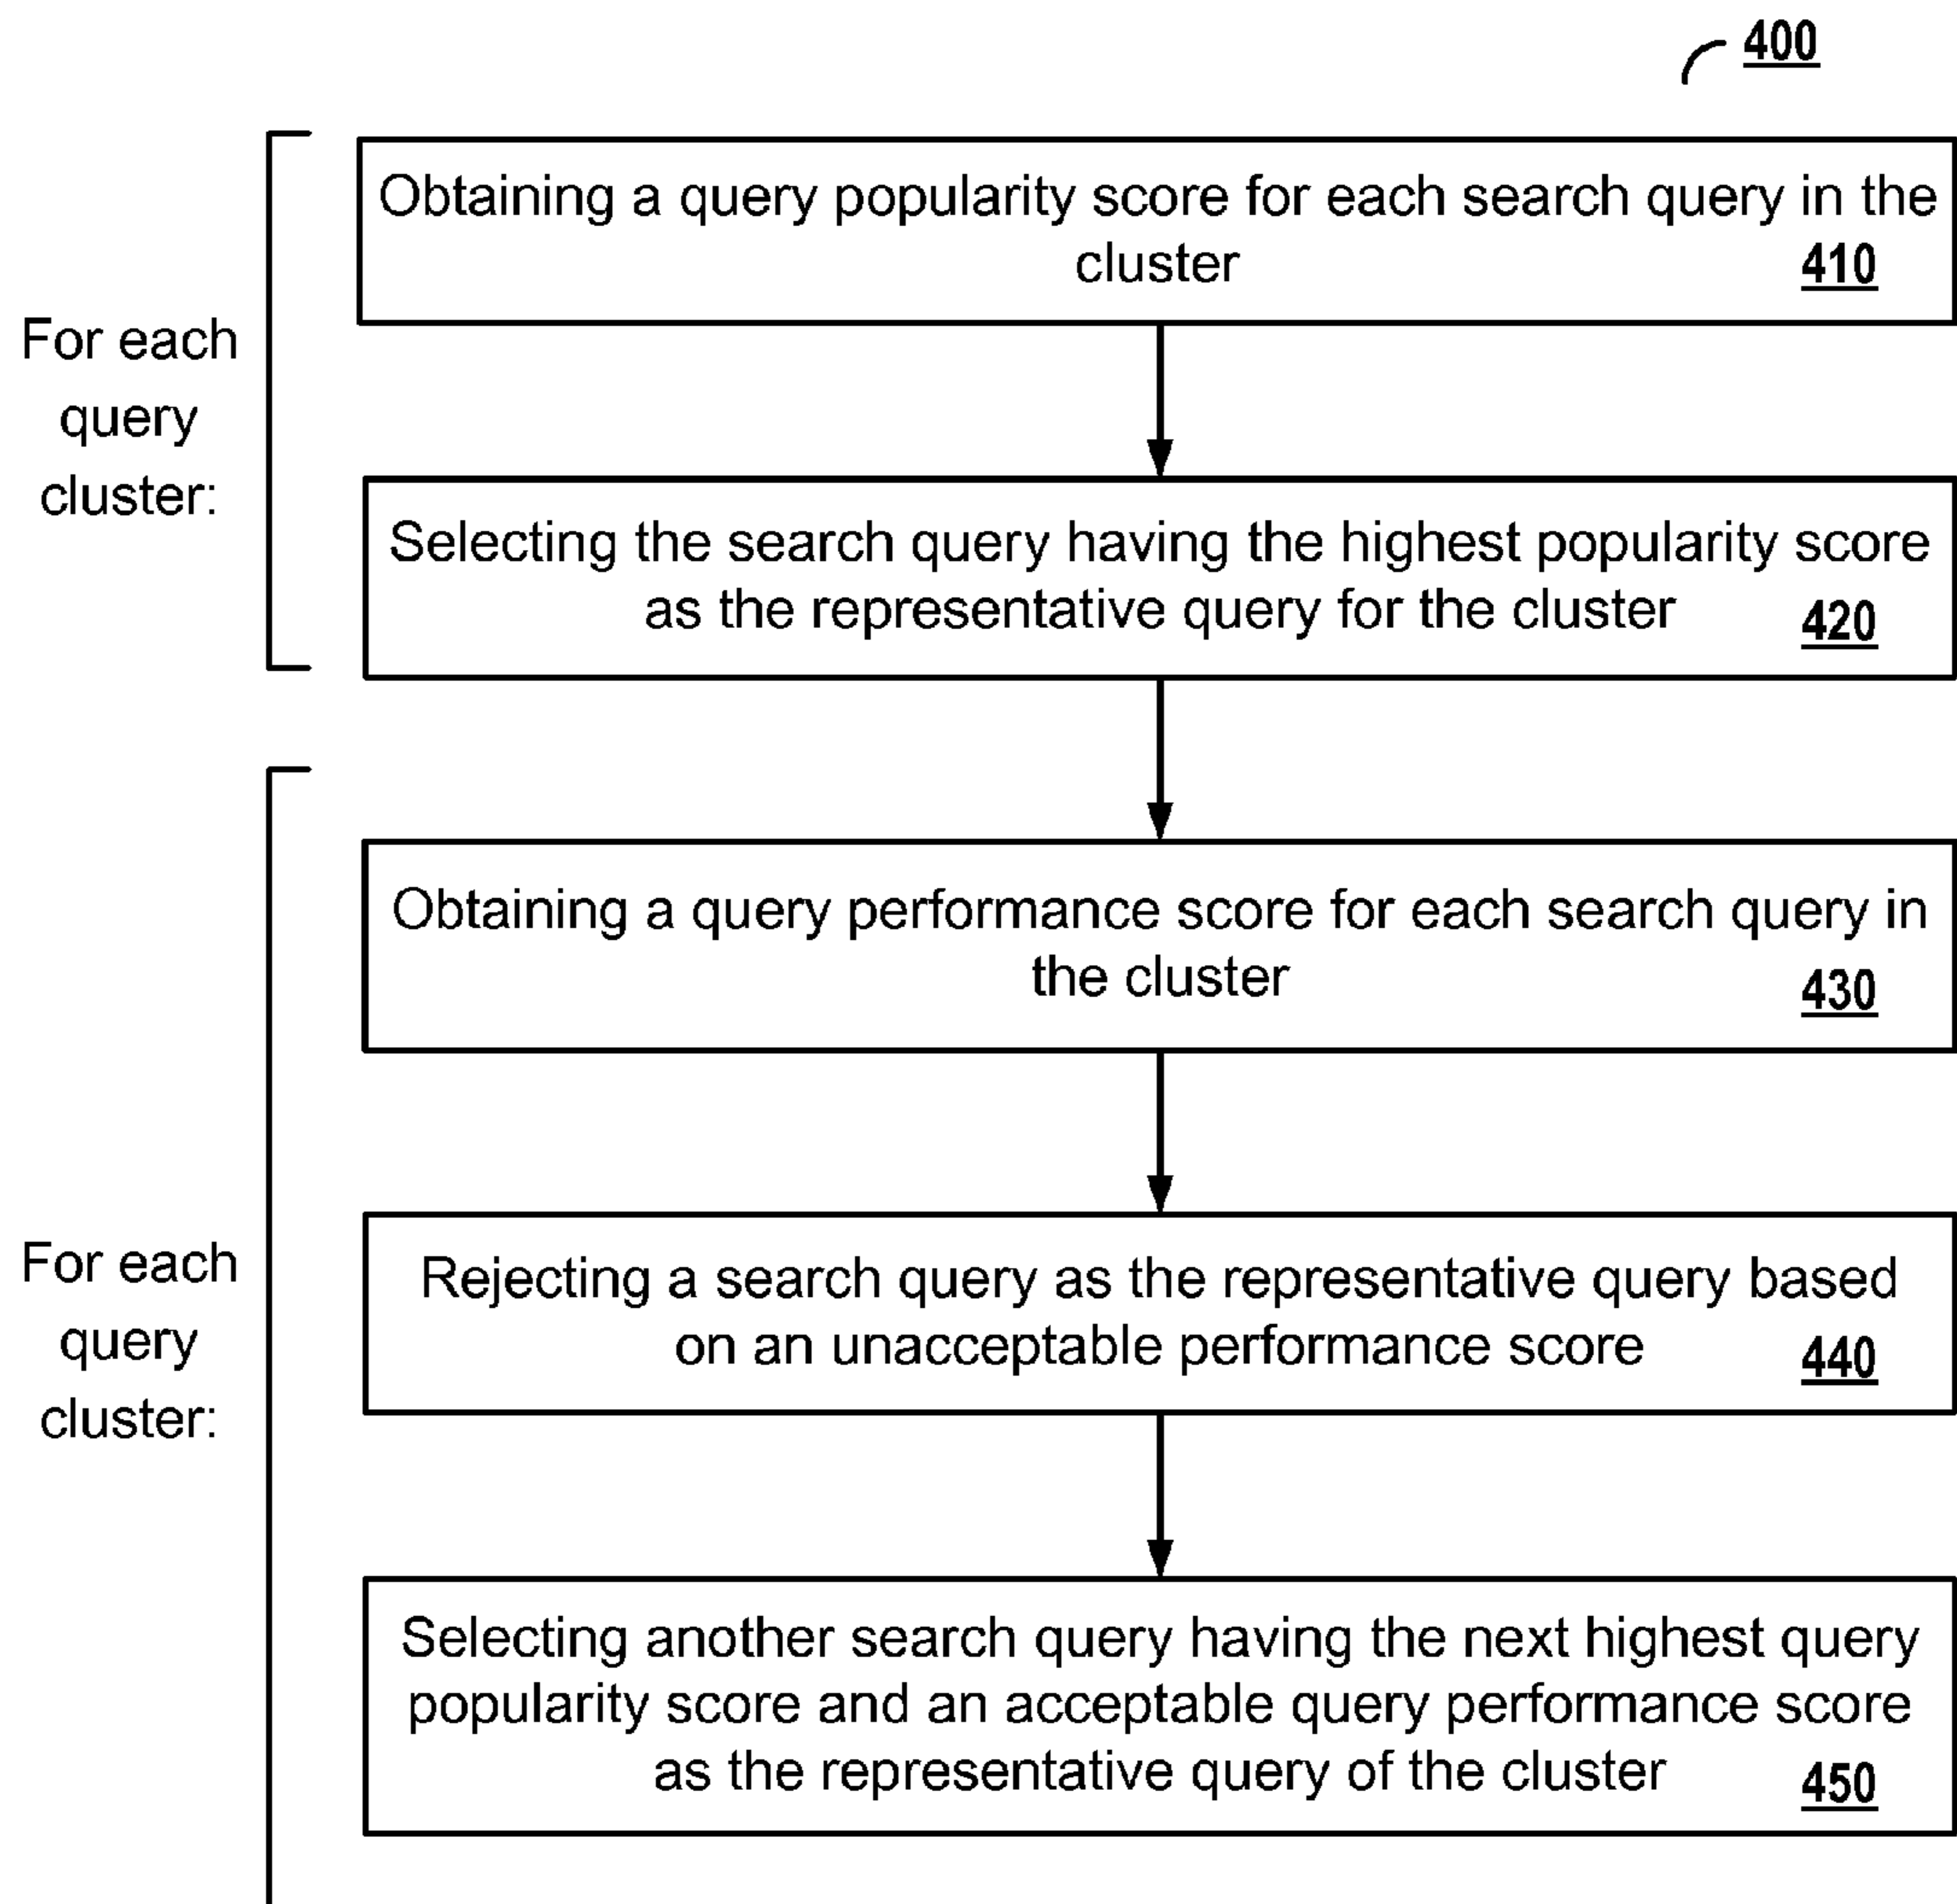 400
For each
query
cluster:
Obtaining a query popularity score for each search query in the
cluster
410
Selecting the search query having the highest popularity score
as the representative query for the cluster
420
For each
query
cluster:
Obtaining a query performance score for each search query in
the cluster
430
Rejecting a search query as the representative query based
on an unacceptable performance score
440
Selecting another search query having the next highest query
popularity score and an acceptable query performance score
as the representative query of the cluster
450